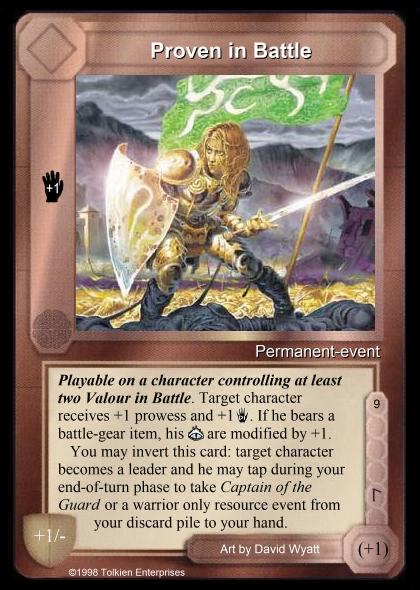 Proven in Battle
+1
Permanent-event
Playable on a character controlling at least
two Valour in Battle. Target character
receives +1 prowess and +1. If he bears a
battle-gear item, his are modified by +1.
You may invert this card: target character
becomes a leader and he may tap during your
end-of-turn phase to take Captain of the
Guard or a warrior only resource event from
your discard pile to your hand.
9
7
+1/-
Art by David Wyatt
(+1)
©1998 Tolkien Enterprises